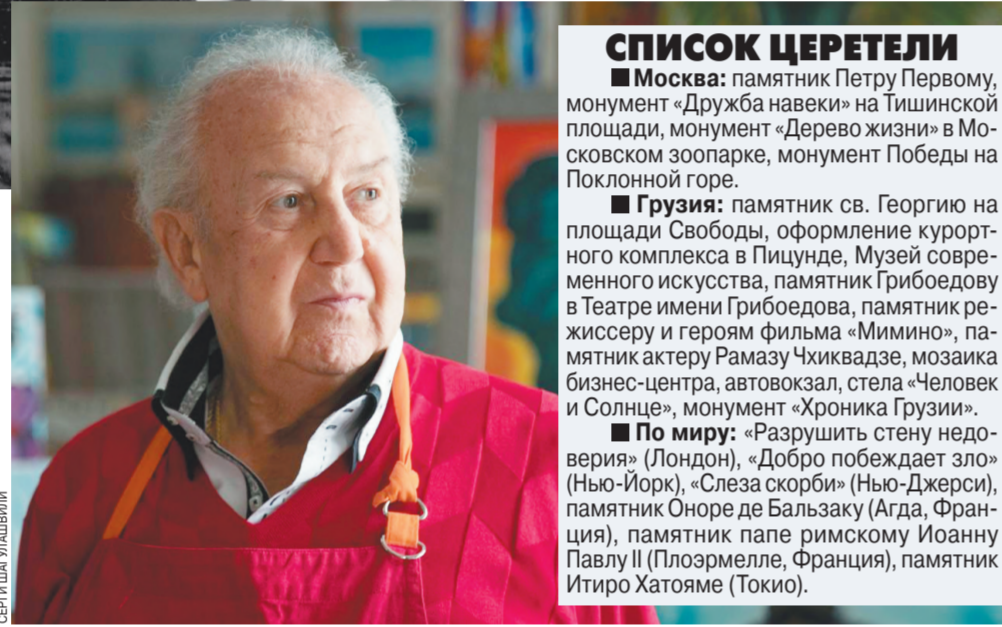 СПИСОК ЦЕРЕТЕЛИ
■ Москва: памятник Петру Первому,
монумент «Дружба навеки» на Тишинской
площади, монумент «Дерево жизни» в Мо-
сковском зоопарке, монумент Победы на
Поклонной горе.
■ Грузия: памятник св. Георгию на
площади Свободы, оформление курорт-
ного комплекса в Пицунде, Музей совре-
менного искусства, памятник Грибоедову
в Театре имени Грибоедова, памятник ре-
жиссеру и героям фильма «Мимино», па-
мятник актеру Рамазу Чхиквадзе, мозаика
бизнес-центра, автовокзал, стела «Человек
и Солнце», монумент «Хроника Грузии».
■ По миру: «Разрушить стену недо-
верия» (Лондон), «Добро побеждает зло»
(Нью-Йорк), «Слеза скорби» (Нью-Джерси),
памятник Оноре де Бальзаку (Агда, Фран-
ция), памятник папе римскому Иоанну
Павлу II (Плоэрмелле, Франция), памятник
Итиро Хатояме (Токио).